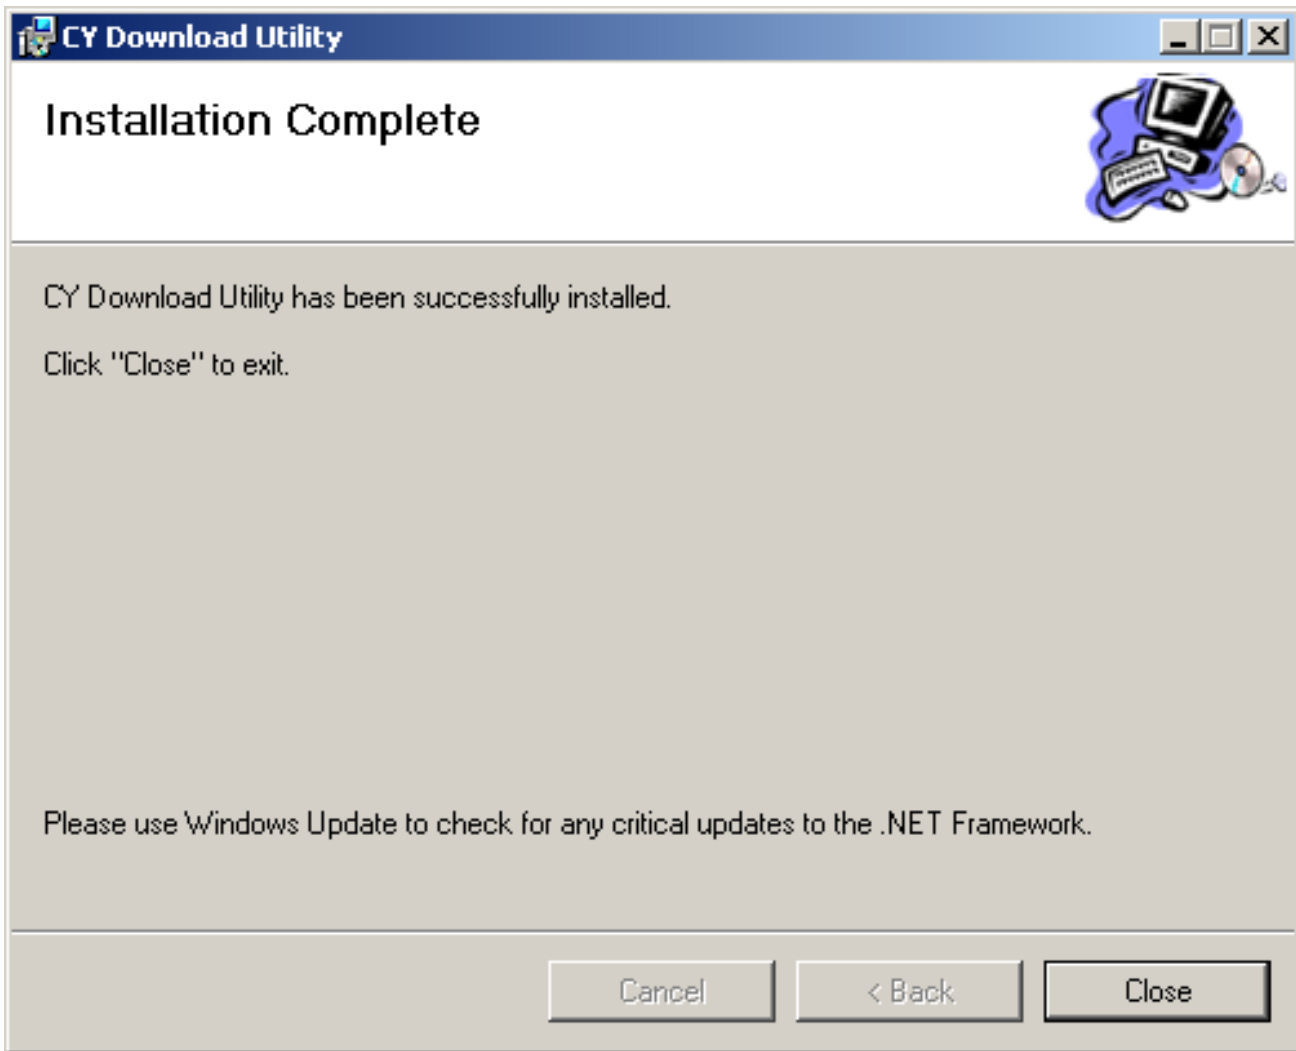 CY Download Utility
Installation Complete
CY Download Utility has been successfully installed.
Click "Close" to exit.
Please use Windows Update to check for any critical updates to the .NET Framework.
Cancel
< Back
Close